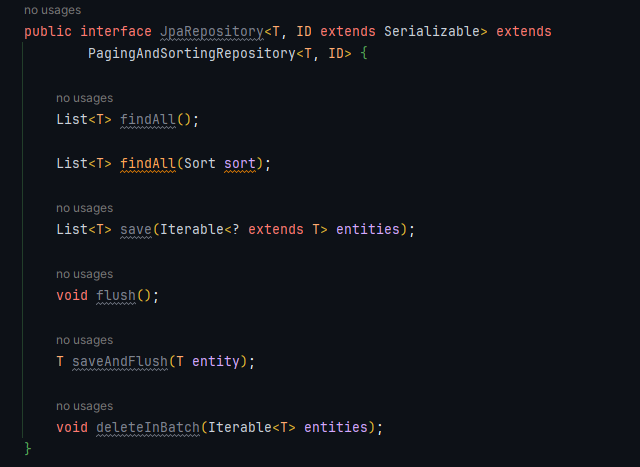 no usages
public interface JpaRepository<T, ID extends Serializable> extends
PagingAndSortingRepository<T, ID> {
no usages
List<T> findAll();
List<T> findAll(Sort sort);
no usages
List<T> save(Iterable<? extends T> entities);
no usages
void flush();
no usages
T saveAndFlush(T entity);
no usages
void deleteInBatch(Iterable<T> entities);
}